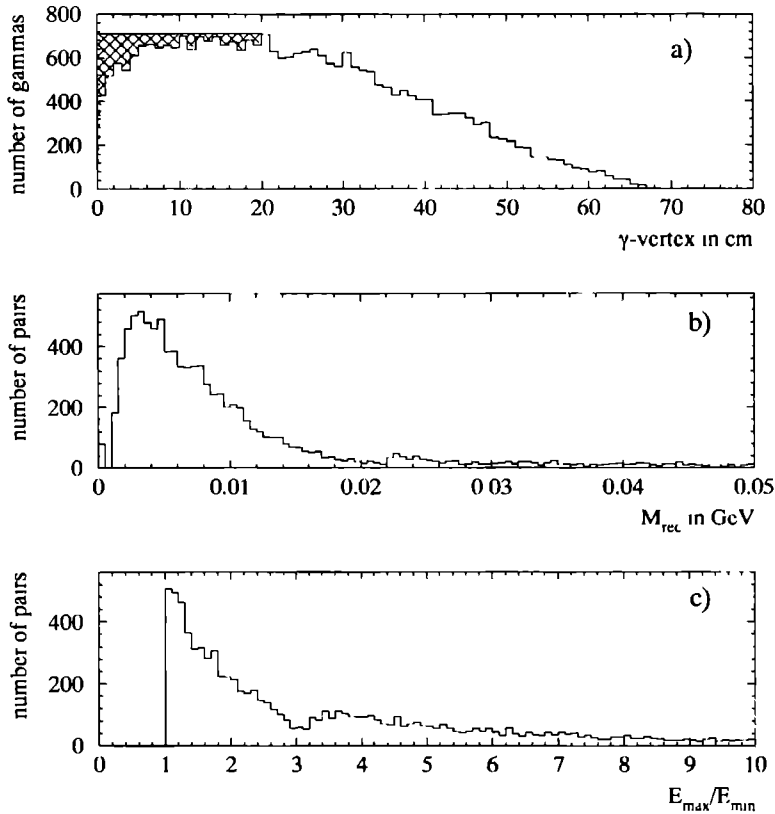 800
600
400
200
0
number of gammas
a)
0 10 20 30 40 50 60 70 80
γ-vertex in cm
400
200
0
number of pairs
b)
0 0.01 0.02 0.03 0.04 0.05
M_rec in GeV
400
200
0
number of pairs
c)
0 1 2 3 4 5 6 7 8 9 10
E_max/E_min